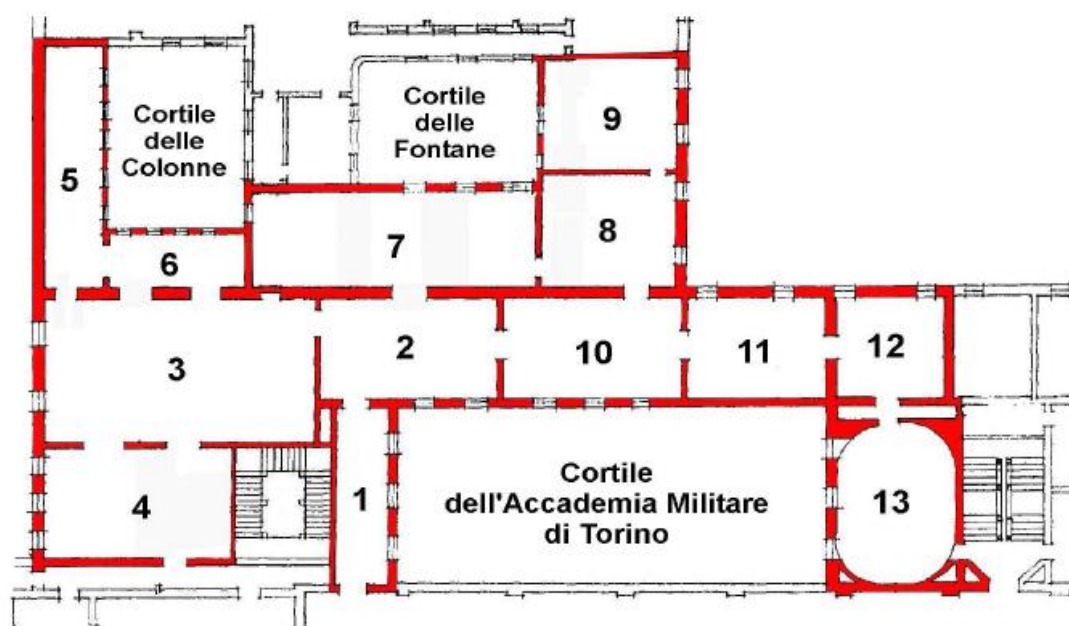 Cortile
delle
Colonne
Cortile
delle
Fontane
9
5
8
7
6
2
10
11
12
3
4
1
Cortile
dell'Accademia Militare
di Torino
13